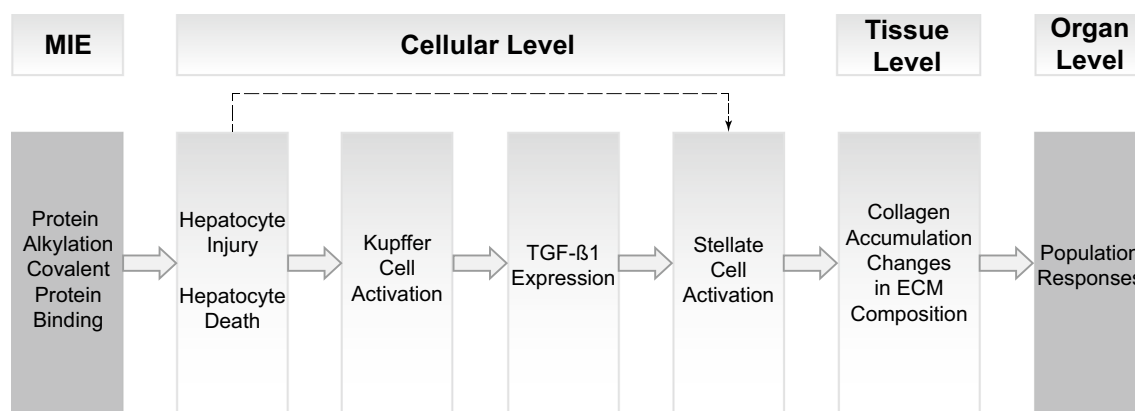 MIE
Cellular Level
Tissue
Level
Organ
Level
Protein
Alkylation
Covalent
Protein
Binding
Hepatocyte
Injury
Hepatocyte
Death
Kupffer
Cell
Activation
TGF-ß1
Expression
Stellate
Cell
Activation
Collagen
Accumulation
Changes
in ECM
Composition
Population
Responses